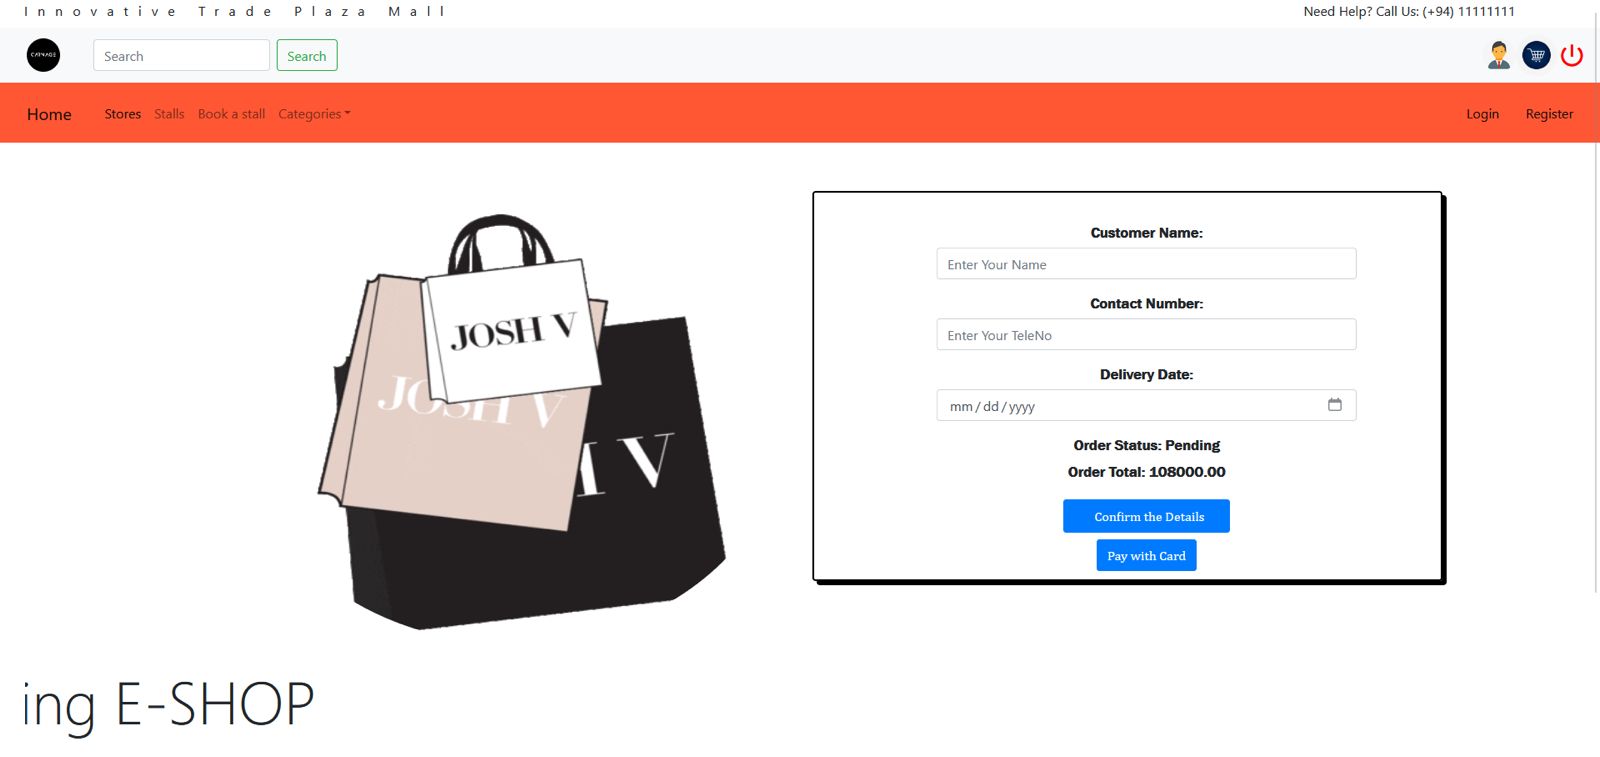 Innovative Trade Plaza Mall
Need Help? Call Us: (+94) 11111111
CARNAGE
Search
Search
Home
Stores
Stalls
Book a stall
Categories
Login
Register
JOSH V
JOSH V
H V
Customer Name:
Enter Your Name
Contact Number:
Enter Your TeleNo
Delivery Date:
mm/dd/yyyy
Order Status: Pending
Order Total: 108000.00
Confirm the Details
Pay with Card
ing E-SHOP